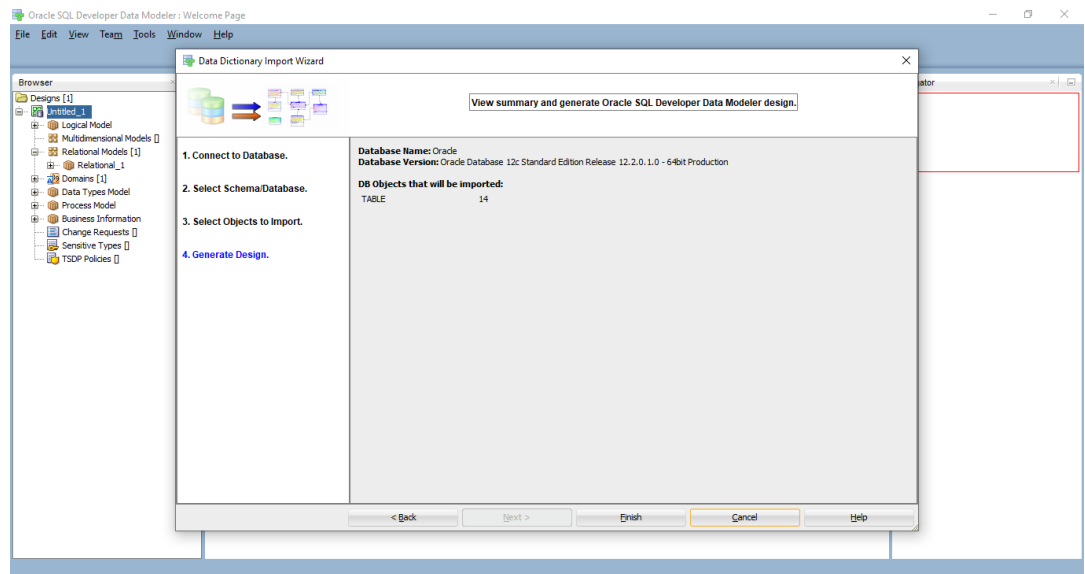 Oracle SQL Developer Data Modeler : Welcome Page
File Edit View Team Tools Window Help
Data Dictionary Import Wizard
Browser
Designs [1]
Untitled_1
Logical Model
Multidimensional Models []
Relational Models [1]
Relational_1
Domains [1]
Data Types Model
Process Model
Business Information
Change Requests []
Sensitive Types []
TSDP Policies []
View summary and generate Oracle SQL Developer Data Modeler design.
1. Connect to Database.
2. Select Schema/Database.
3. Select Objects to Import.
4. Generate Design.
Database Name: Oracle
Database Version: Oracle Database 12c Standard Edition Release 12.2.0.1.0 - 64bit Production
DB Objects that will be imported:
TABLE 14
ator
< Back Next > Finish Cancel Help